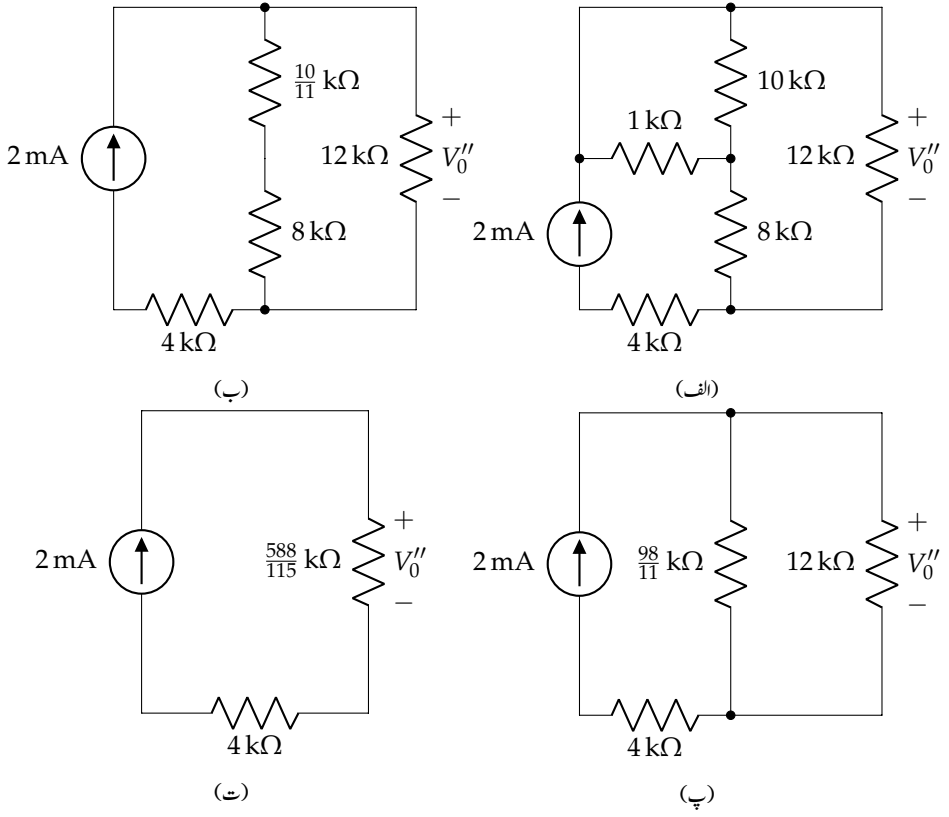 10/11 kΩ
2 mA
12 kΩ
+
V₀″
−
8 kΩ
4 kΩ
(ب)
10 kΩ
1 kΩ
12 kΩ
+
V₀″
−
2 mA
8 kΩ
4 kΩ
(الف)
2 mA
588/115 kΩ
+
V₀″
−
4 kΩ
(ت)
2 mA
98/11 kΩ
12 kΩ
+
V₀″
−
4 kΩ
(پ)